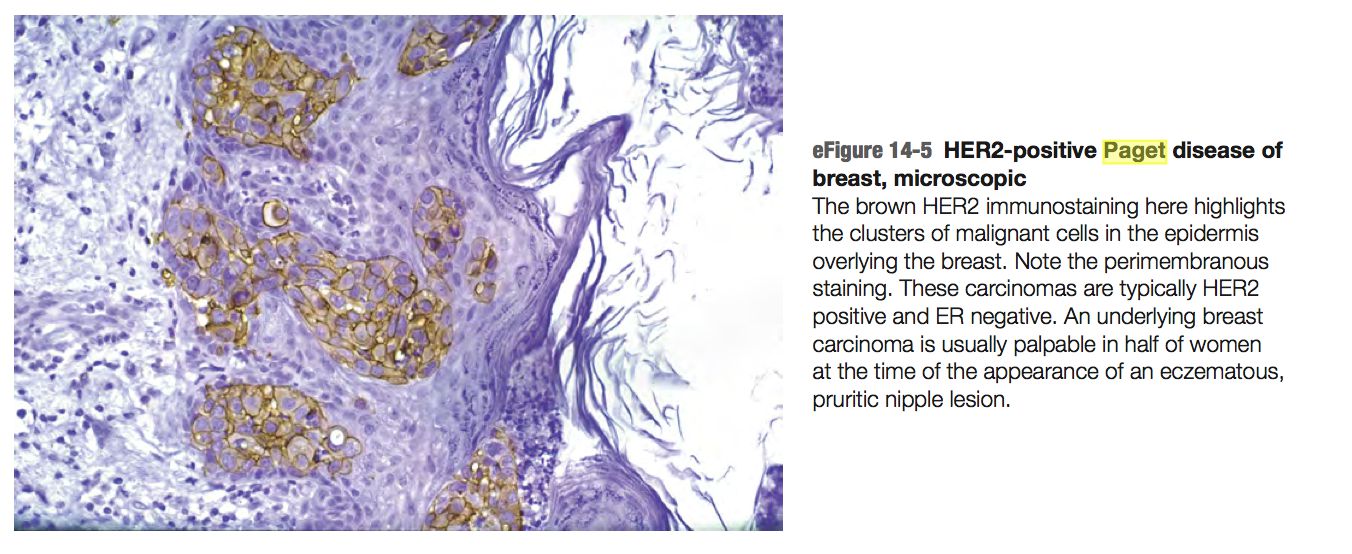 eFigure 14-5 HER2-positive Paget disease of
breast, microscopic
The brown HER2 immunostaining here highlights
the clusters of malignant cells in the epidermis
overlying the breast. Note the perimembranous
staining. These carcinomas are typically HER2
positive and ER negative. An underlying breast
carcinoma is usually palpable in half of women
at the time of the appearance of an eczematous,
pruritic nipple lesion.